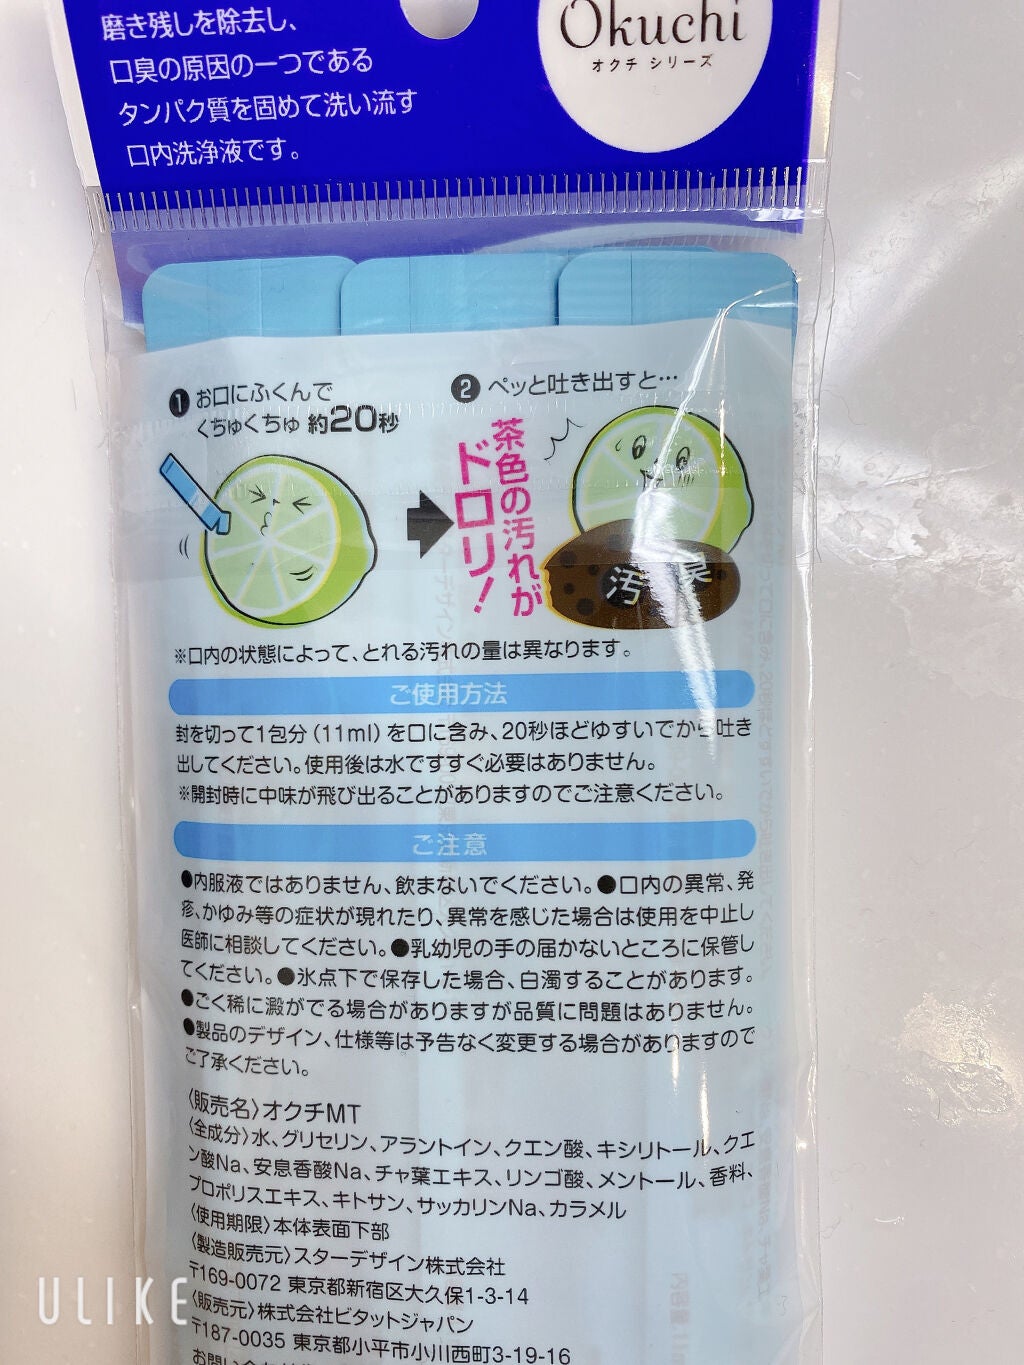 磨き残しを除去し、
口臭の原因の一つである
タンパク質を固めて洗い流す
口内洗浄液です。
Okuchi
オクチ シリーズ
❶ お口にふくんで
くちゅくちゅ 約20秒
❷ ペッと吐き出すと…
茶色の汚れが
ドロリ!
汚 臭
※口内の状態によって、とれる汚れの量は異なります。
ご使用方法
封を切って1包分(11ml)を口に含み、20秒ほどゆすいでから吐き
出してください。使用後は水ですすぐ必要はありません。
※開封時に中味が飛び出ることがありますのでご注意ください。
ご注意
●内服液ではありません、飲まないでください。●口内の異常、発
疹、かゆみ等の症状が現れたり、異常を感じた場合は使用を中止し
医師に相談してください。●乳幼児の手の届かないところに保管し
てください。●氷点下で保存した場合、白濁することがあります。
●ごく稀に澱がでる場合がありますが品質に問題はありません。
●製品のデザイン、仕様等は予告なく変更する場合がありますので
ご了承ください。
〈販売名〉オクチMT
〈全成分〉水、グリセリン、アラントイン、クエン酸、キシリトール、クエ
ン酸Na、安息香酸Na、チャ葉エキス、リンゴ酸、メントール、香料、
プロポリスエキス、キトサン、サッカリンNa、カラメル
〈使用期限〉本体表面下部
〈製造販売元〉スターデザイン株式会社
〒169-0072 東京都新宿区大久保1-3-14
〈販売元〉株式会社ビタットジャパン
〒187-0035 東京都小平市小川西町3-19-16
ULIKE